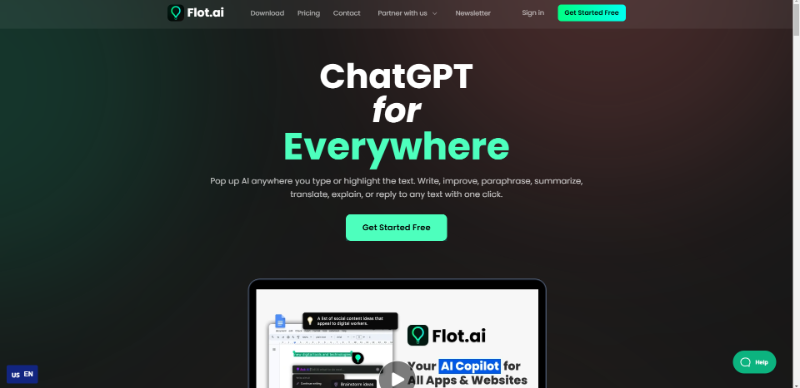 Flot.ai
Download
Pricing
Contact
Partner with us
Newsletter
Sign in
Get Started Free
ChatGPT
for
Everywhere
Pop up AI anywhere you type or highlight the text. Write, improve, paraphrase, summarize,
translate, explain, or reply to any text with one click.
Get Started Free
A list of social content ideas that
appeal to digital workers.
Flot.ai
Your AI Copilot for
All Apps & Websites
Continue writing
Brainstorm ideas
US EN
Help